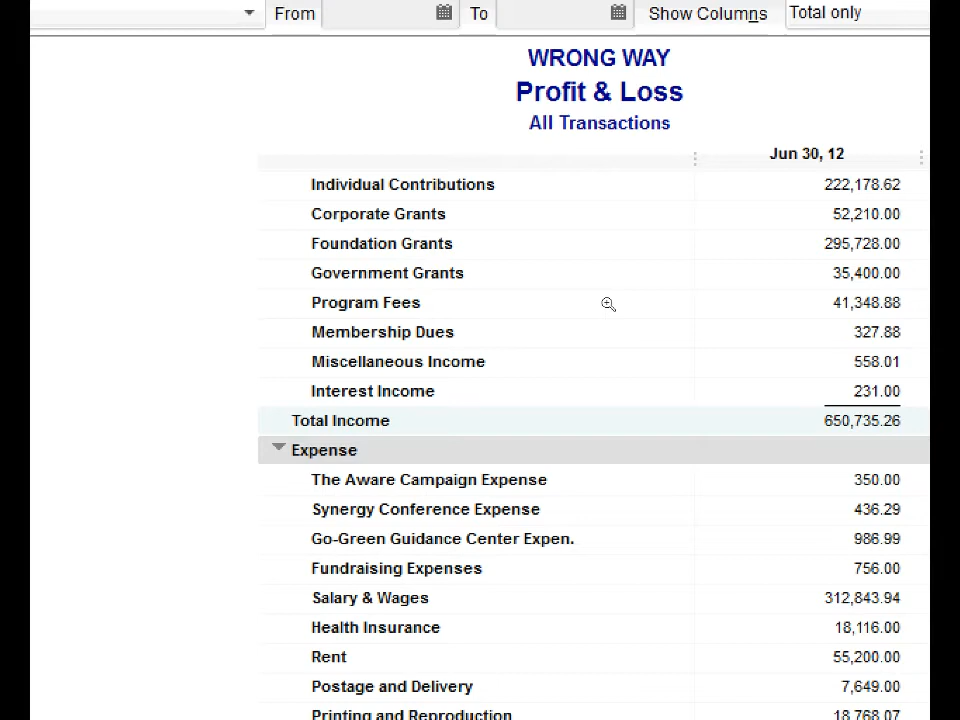 From To Show Columns Total only
WRONG WAY
Profit & Loss
All Transactions
Jun 30, 12
Individual Contributions 222,178.62
Corporate Grants 52,210.00
Foundation Grants 295,728.00
Government Grants 35,400.00
Program Fees 41,348.88
Membership Dues 327.88
Miscellaneous Income 558.01
Interest Income 231.00
Total Income 650,735.26
Expense
The Aware Campaign Expense 350.00
Synergy Conference Expense 436.29
Go-Green Guidance Center Expen. 986.99
Fundraising Expenses 756.00
Salary & Wages 312,843.94
Health Insurance 18,116.00
Rent 55,200.00
Postage and Delivery 7,649.00
Printing and Reproduction 18,768.07